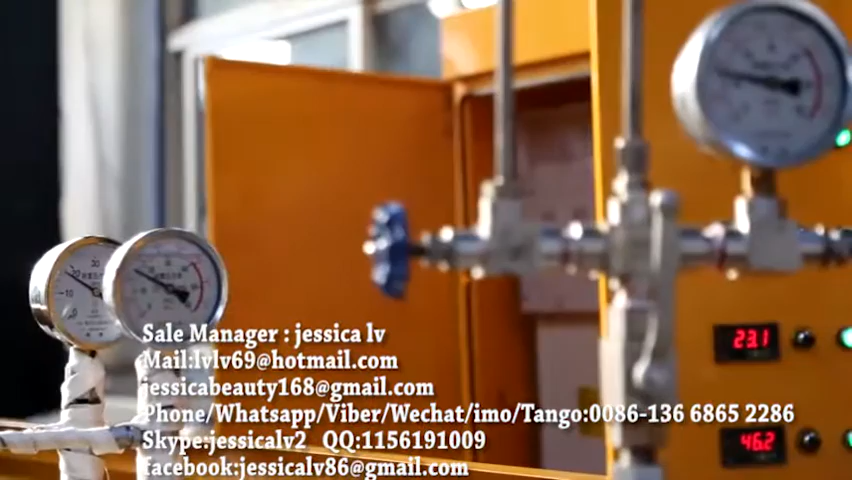 23.1
Sale Manager : jessica lv
Mail:lvlv69@hotmail.com
jessicabeauty168@gmail.com
Phone/Whatsapp/Viber/Wechat/imo/Tango:0086-136 6865 2286
Skype:jessicalv2 QQ:1156191009
46.2
facebook:jessicalv86@gmail.com